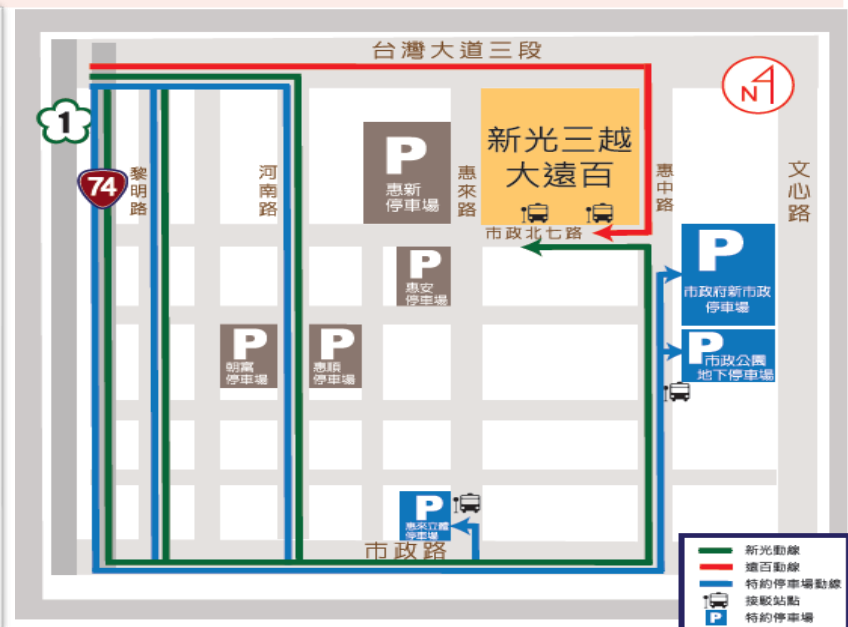 台灣大道三段
N
1
74
黎明路
河南路
P
惠新
停車場
惠來路
新光三越
大遠百
惠中路
文心路
市政北七路
P
惠安
停車場
P
市政府新市政
停車場
P
朝富
停車場
P
惠順
停車場
P
市政公園
地下停車場
P
惠來立體
停車場
市政路
新光動線
遠百動線
特約停車場動線
接駁站點
P
特約停車場